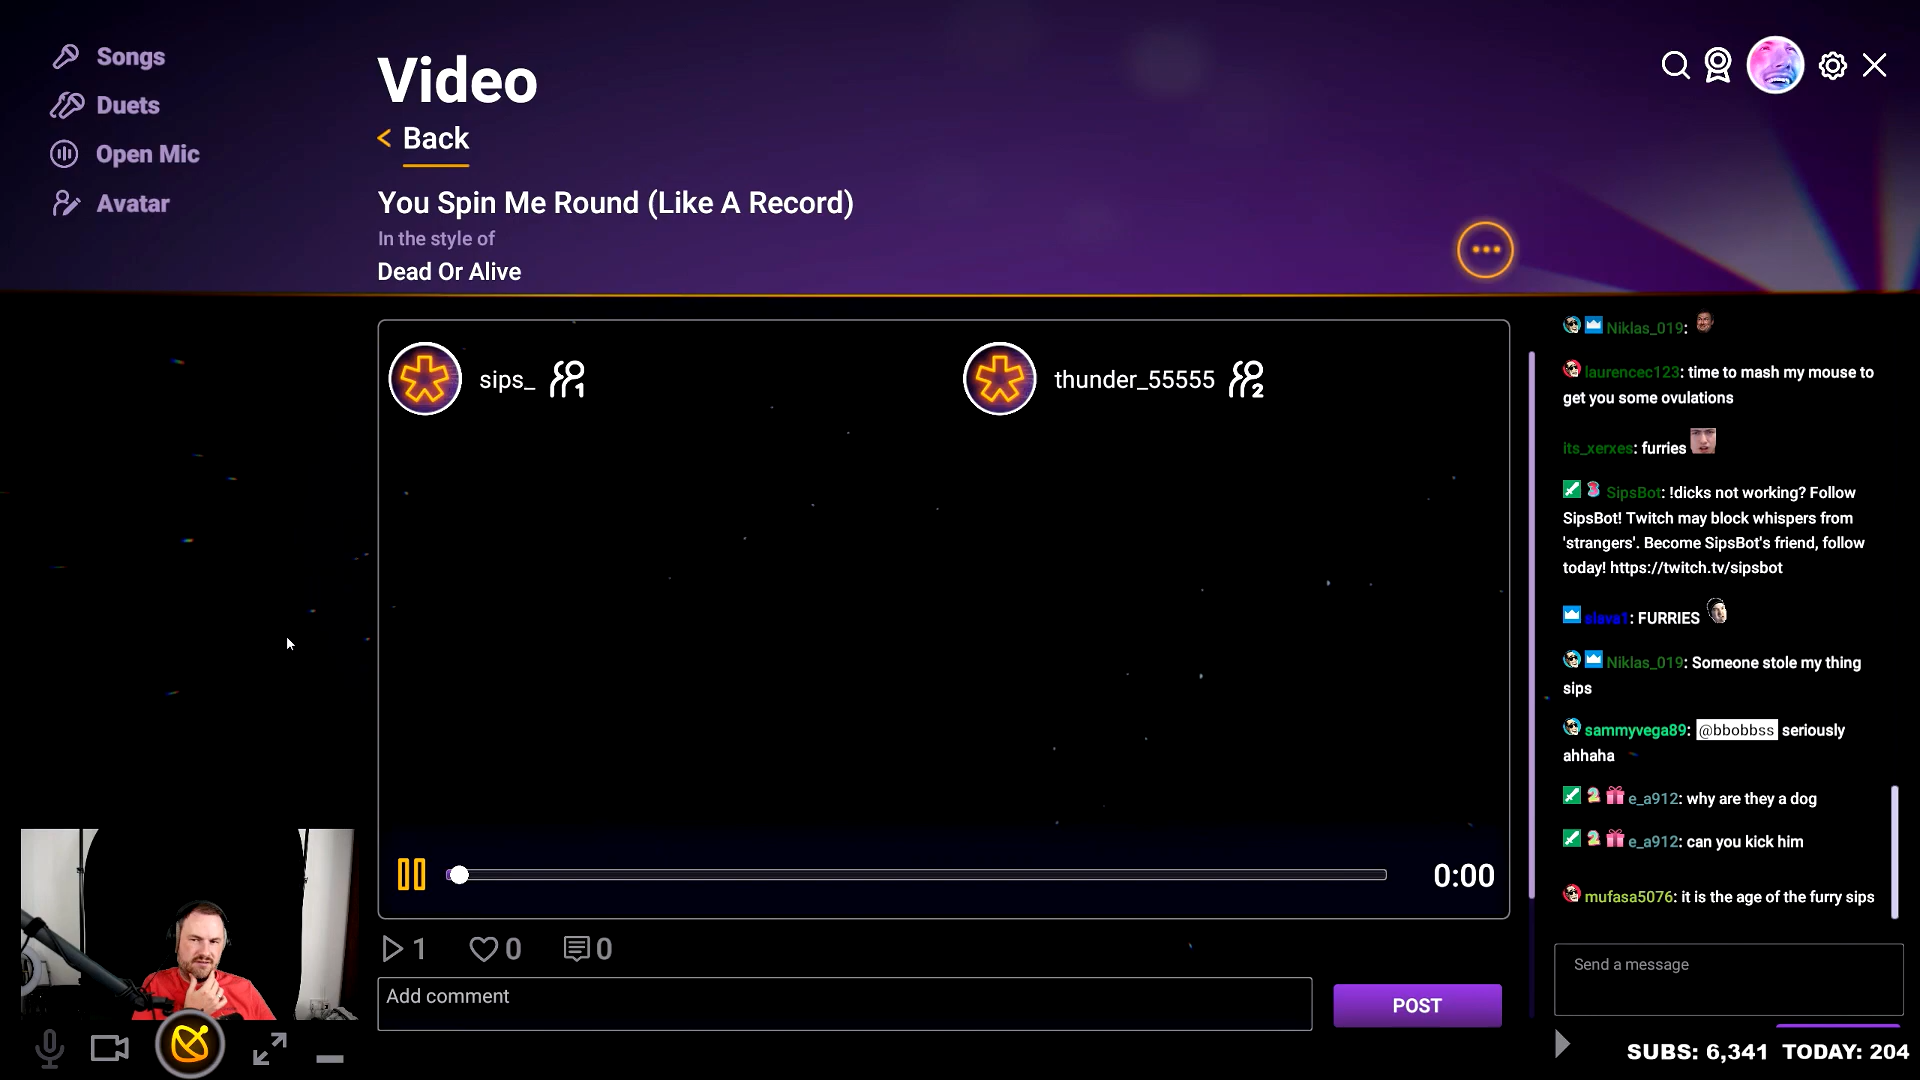 Songs
Duets
Open Mic
Avatar
Video
< Back
You Spin Me Round (Like A Record)
In the style of
Dead Or Alive
sips_ 1
thunder_55555 2
0:00
1
0
0
Add comment
POST
Niklas_019:
laurencec123: time to mash my mouse to
get you some ovulations
its_xerxes: furries
SipsBot: !dicks not working? Follow
SipsBot! Twitch may block whispers from
'strangers'. Become SipsBot's friend, follow
today! https://twitch.tv/sipsbot
slava1: FURRIES
Niklas_019: Someone stole my thing
sips
sammyvega89: @bbobbss seriously
ahhaha
2 e_a912: why are they a dog
2 e_a912: can you kick him
mufasa5076: it is the age of the furry sips
Send a message
SUBS: 6,341 TODAY: 204